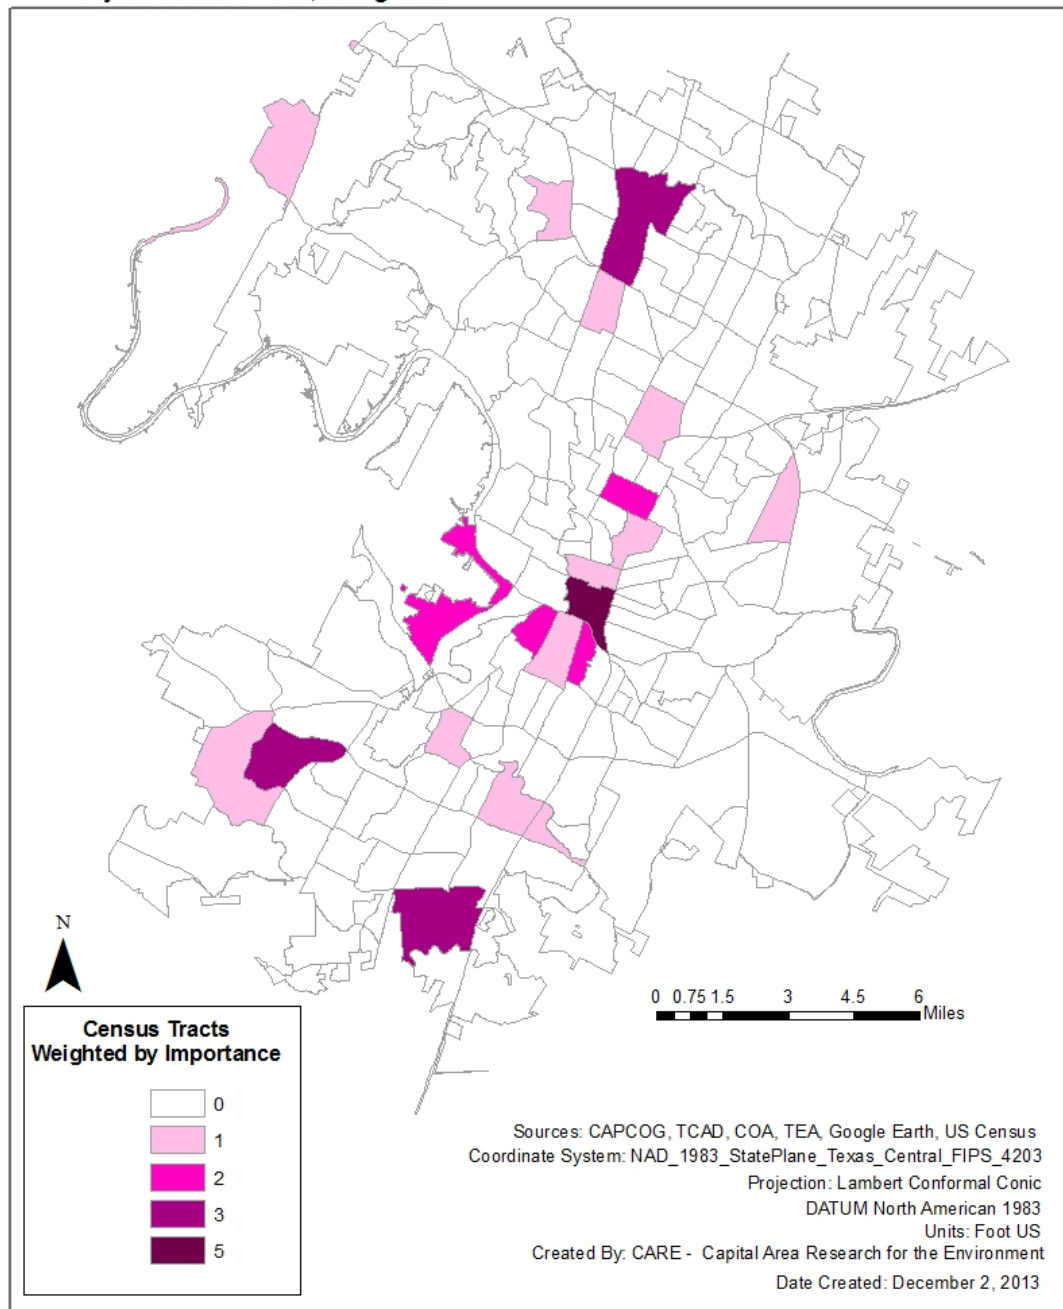 N
0 0.75 1.5 3 4.5 6
Miles
Census Tracts
Weighted by Importance
0
1
2
3
5
Sources: CAPCOG, TCAD, COA, TEA, Google Earth, US Census
Coordinate System: NAD_1983_StatePlane_Texas_Central_FIPS_4203
Projection: Lambert Conformal Conic
DATUM North American 1983
Units: Foot US
Created By: CARE - Capital Area Research for the Environment
Date Created: December 2, 2013